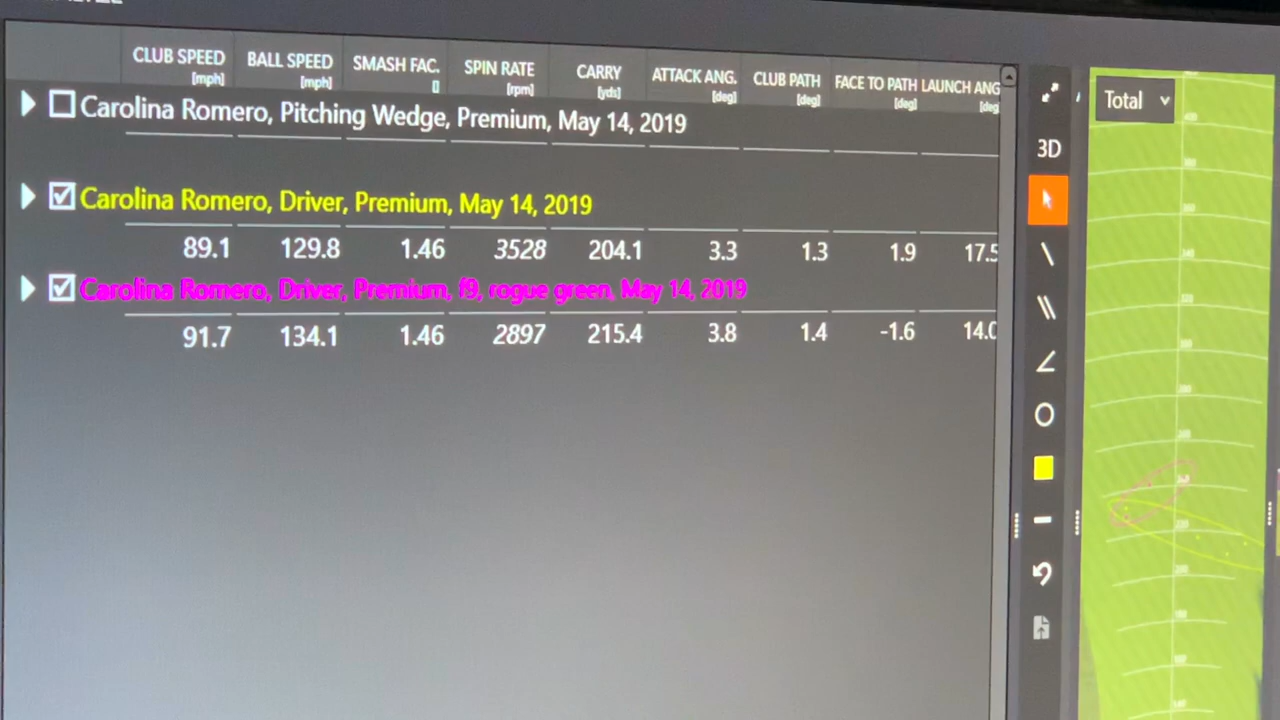 CLUB SPEED BALL SPEED SMASH FAC. SPIN RATE CARRY ATTACK ANG. CLUB PATH FACE TO PATH LAUNCH ANG
[mph] [mph] [] [rpm] [yds] [deg] [deg] [deg] [deg
Carolina Romero, Pitching Wedge, Premium, May 14, 2019
Carolina Romero, Driver, Premium, May 14, 2019
89.1 129.8 1.46 3528 204.1 3.3 1.3 1.9 17.5
Carolina Romero, Driver, Premium, f9, rogue green, May 14, 2019
91.7 134.1 1.46 2897 215.4 3.8 1.4 -1.6 14.0
3D
Total